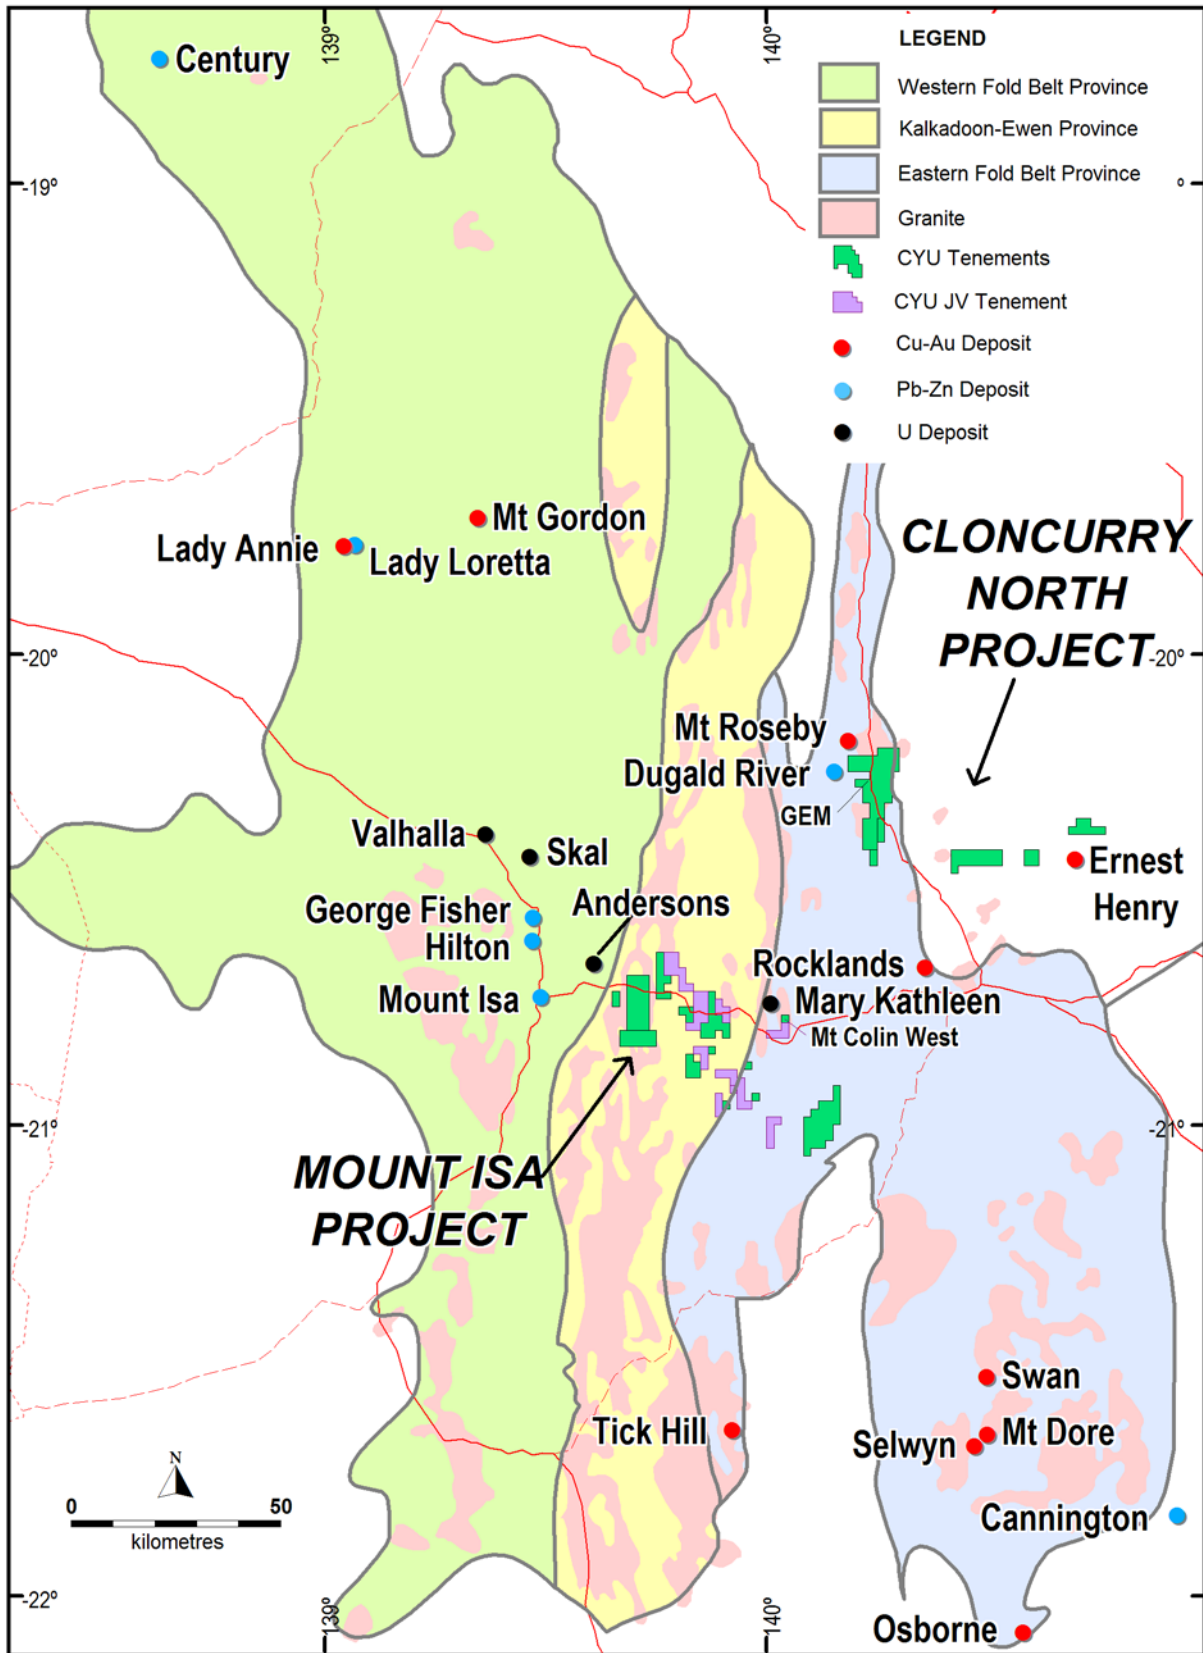 139°
140°
LEGEND
Western Fold Belt Province
Kalkadoon-Ewen Province
Eastern Fold Belt Province
Granite
CYU Tenements
CYU JV Tenement
Cu-Au Deposit
Pb-Zn Deposit
U Deposit
Century
-19°
°
Mt Gordon
Lady Annie
Lady Loretta
CLONCURRY
NORTH
PROJECT
-20°
-20°
Mt Roseby
Dugald River
GEM
Valhalla
Skal
Ernest
Henry
George Fisher
Andersons
Hilton
Rocklands
Mount Isa
Mary Kathleen
Mt Colin West
-21°
-21°
MOUNT ISA
PROJECT
Swan
Tick Hill
Mt Dore
Selwyn
N
0
50
kilometres
Cannington
-22°
139°
140°
Osborne